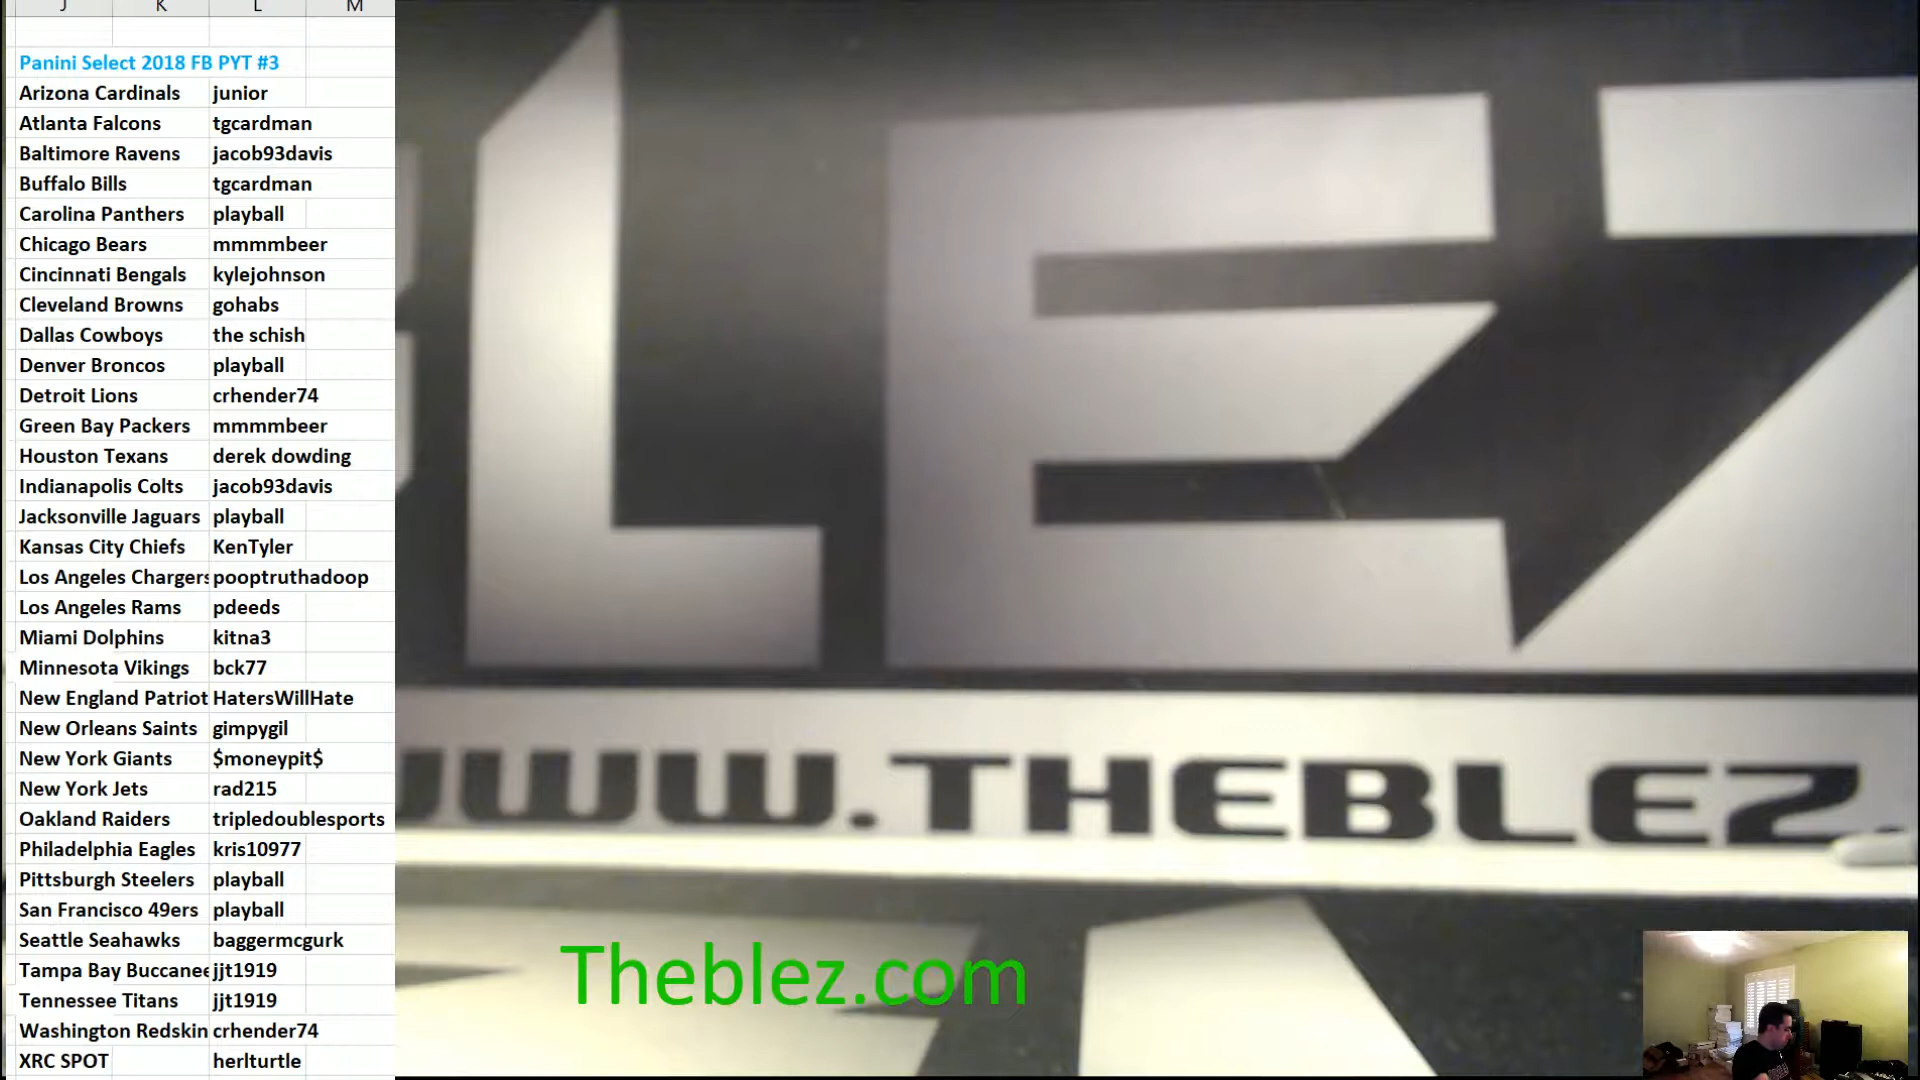 J K L M
Panini Select 2018 FB PYT #3
Arizona Cardinals junior
Atlanta Falcons tgcardman
Baltimore Ravens jacob93davis
Buffalo Bills tgcardman
Carolina Panthers playball
Chicago Bears mmmmbeer
Cincinnati Bengals kylejohnson
Cleveland Browns gohabs
Dallas Cowboys the schish
Denver Broncos playball
Detroit Lions crhender74
Green Bay Packers mmmmbeer
Houston Texans derek dowding
Indianapolis Colts jacob93davis
Jacksonville Jaguars playball
Kansas City Chiefs KenTyler
Los Angeles Chargers pooptruthadoop
Los Angeles Rams pdeeds
Miami Dolphins kitna3
Minnesota Vikings bck77
New England Patriot HatersWillHate
New Orleans Saints gimpygil
New York Giants $moneypit$
New York Jets rad215
Oakland Raiders tripledoublesports
Philadelphia Eagles kris10977
Pittsburgh Steelers playball
San Francisco 49ers playball
Seattle Seahawks baggermcgurk
Tampa Bay Buccanee jjt1919
Tennessee Titans jjt1919
Washington Redskin crhender74
XRC SPOT herlturtle
LEZ
WWW.THEBLEZ.
Theblez.com